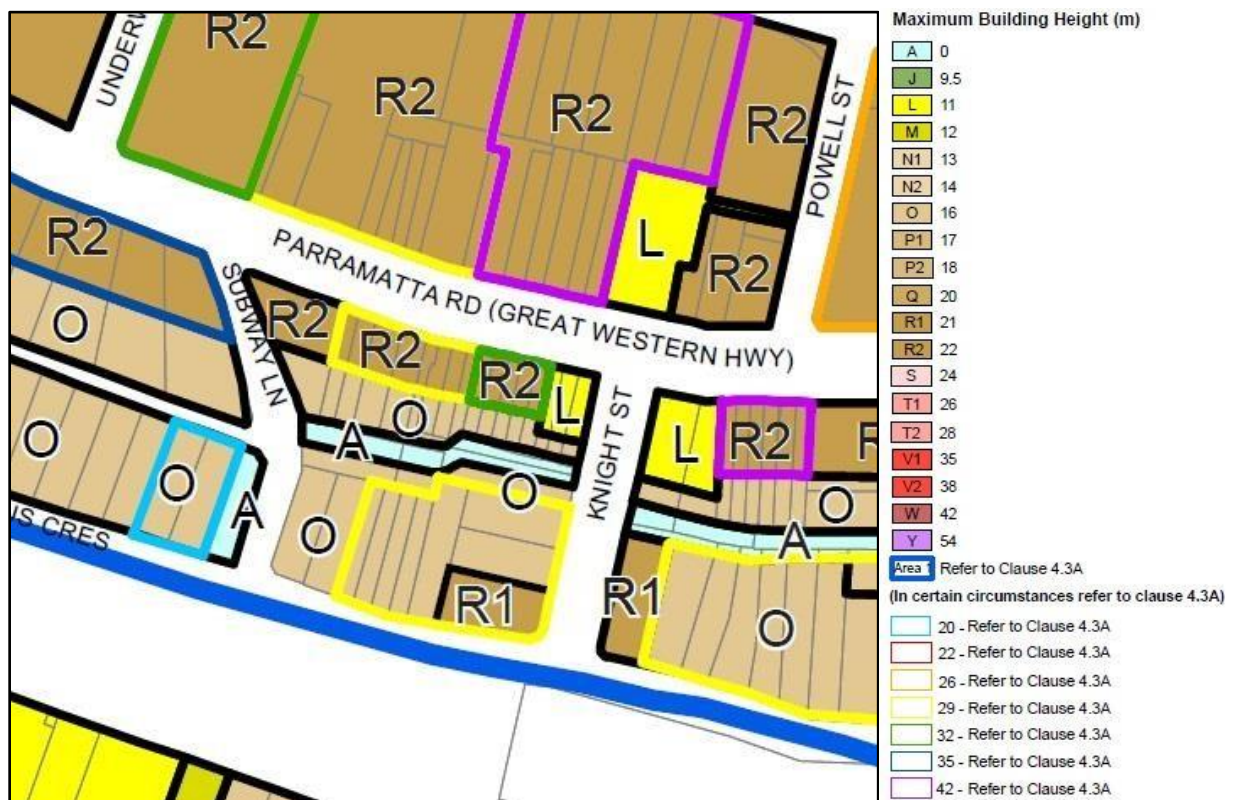 R2
UNDERW
R2
R2
R2
POWELL ST
L
R2
R2
PARRAMATTA RD (GREAT WESTERN HWY)
SUBWAY LN
O
R2
R2
R2
L
O
KNIGHT ST
L
R2
R
O
A
O
A
O
O
O
A
IS CRES
O
R1
R1
O
Maximum Building Height (m)
A 0
J 9.5
L 11
M 12
N1 13
N2 14
O 16
P1 17
P2 18
Q 20
R1 21
R2 22
S 24
T1 26
T2 28
V1 35
V2 38
W 42
Y 54
Area 1 Refer to Clause 4.3A
(In certain circumstances refer to clause 4.3A)
20 - Refer to Clause 4.3A
22 - Refer to Clause 4.3A
26 - Refer to Clause 4.3A
29 - Refer to Clause 4.3A
32 - Refer to Clause 4.3A
35 - Refer to Clause 4.3A
42 - Refer to Clause 4.3A